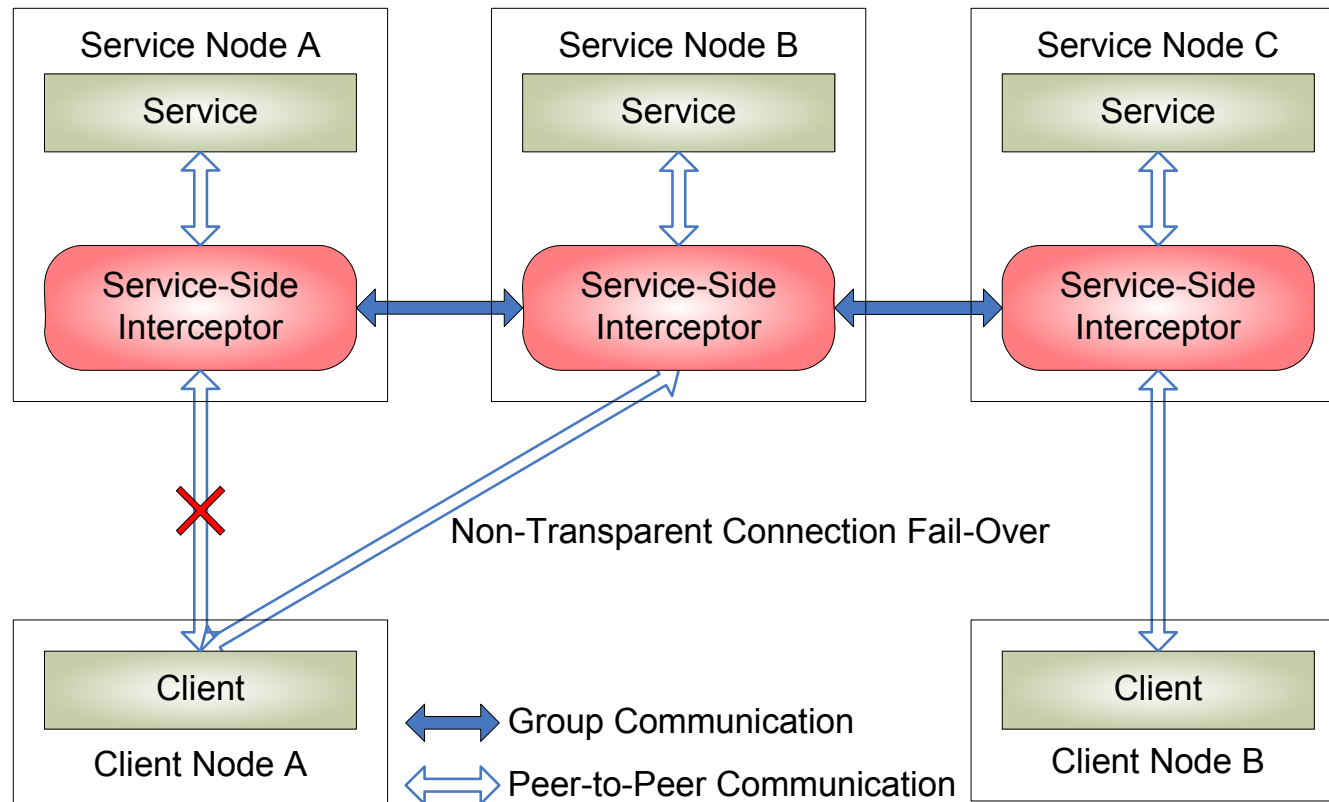 Service Node A
Service Node B
Service Node C
Service
Service
Service
Service-Side
Interceptor
Service-Side
Interceptor
Service-Side
Interceptor
Non-Transparent Connection Fail-Over
Client
Client Node A
Group Communication
Peer-to-Peer Communication
Client
Client Node B